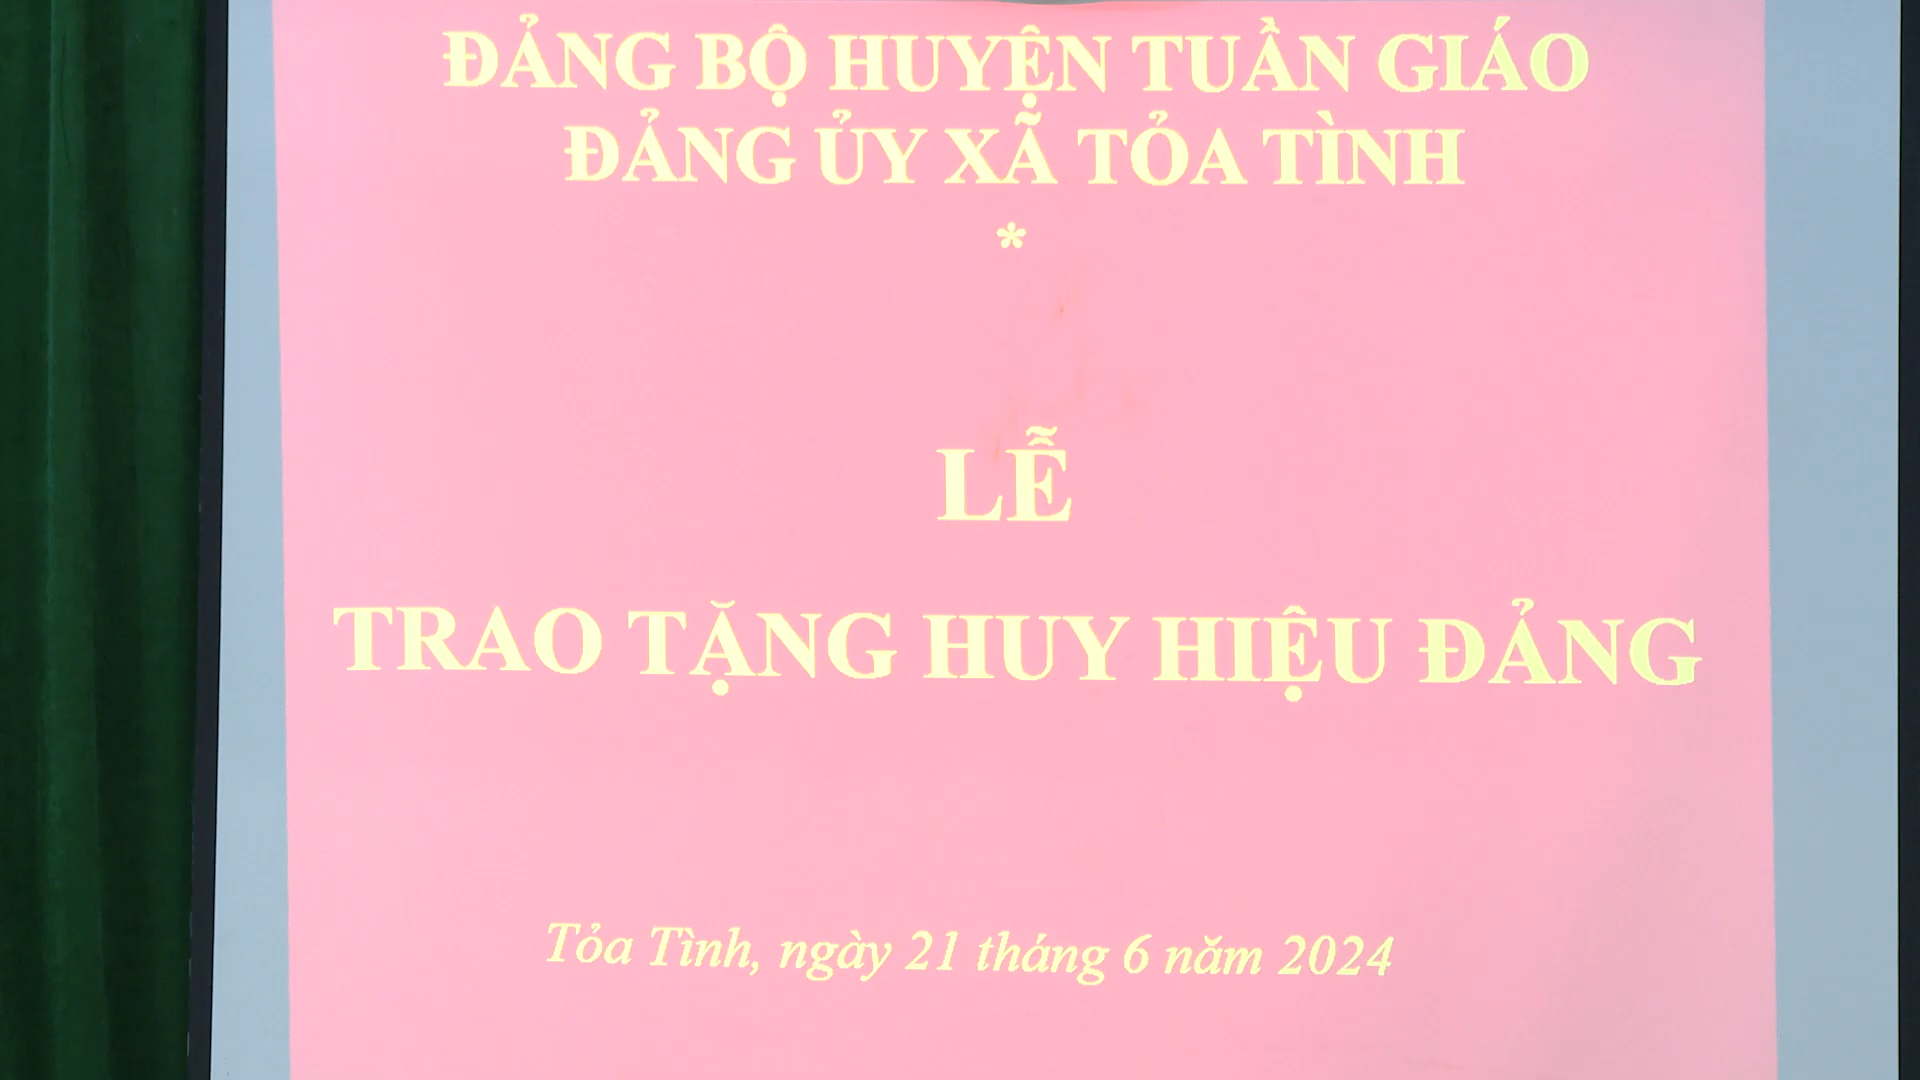 ĐẢNG BỘ HUYỆN TUẦN GIÁO
ĐẢNG ỦY XÃ TỎA TÌNH
*
LỄ
TRAO TẶNG HUY HIỆU ĐẢNG
Tỏa Tình, ngày 21 tháng 6 năm 2024